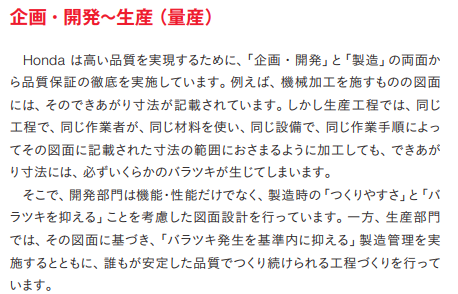 企画・開発~生産(量産)
Honda は高い品質を実現するために、「企画・開発」と「製造」の両面か
ら品質保証の徹底を実施しています。例えば、機械加工を施すものの図面
には、そのできあがり寸法が記載されています。しかし生産工程では、同じ
工程で、同じ作業者が、同じ材料を使い、同じ設備で、同じ作業手順によっ
てその図面に記載された寸法の範囲におさまるように加工しても、できあが
り寸法には、必ずいくらかのバラツキが生じてしまいます。
そこで、開発部門は機能・性能だけでなく、製造時の「つくりやすさ」と「バ
ラツキを抑える」ことを考慮した図面設計を行っています。一方、生産部門
では、その図面に基づき、「バラツキ発生を基準内に抑える」製造管理を実
施するとともに、誰もが安定した品質でつくり続けられる工程づくりを行って
います。